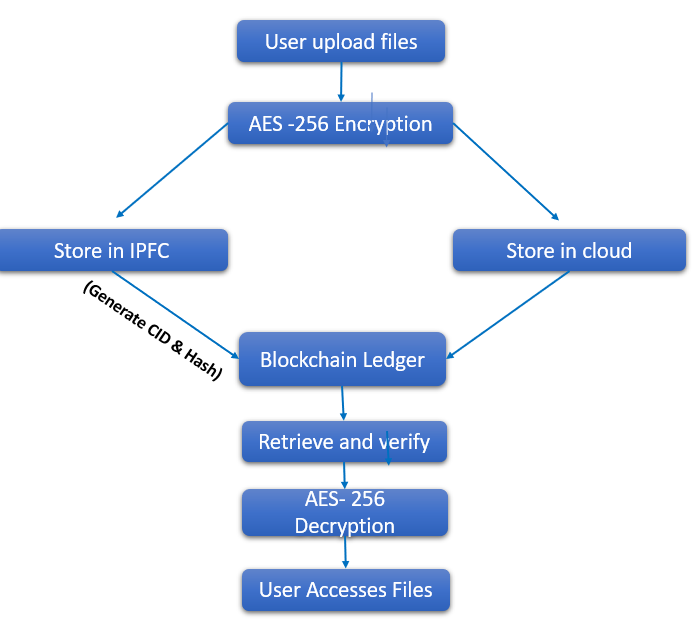 User upload files
AES -256 Encryption
Store in IPFC
Store in cloud
(Generate CID & Hash)
Blockchain Ledger
Retrieve and verify
AES- 256
Decryption
User Accesses Files